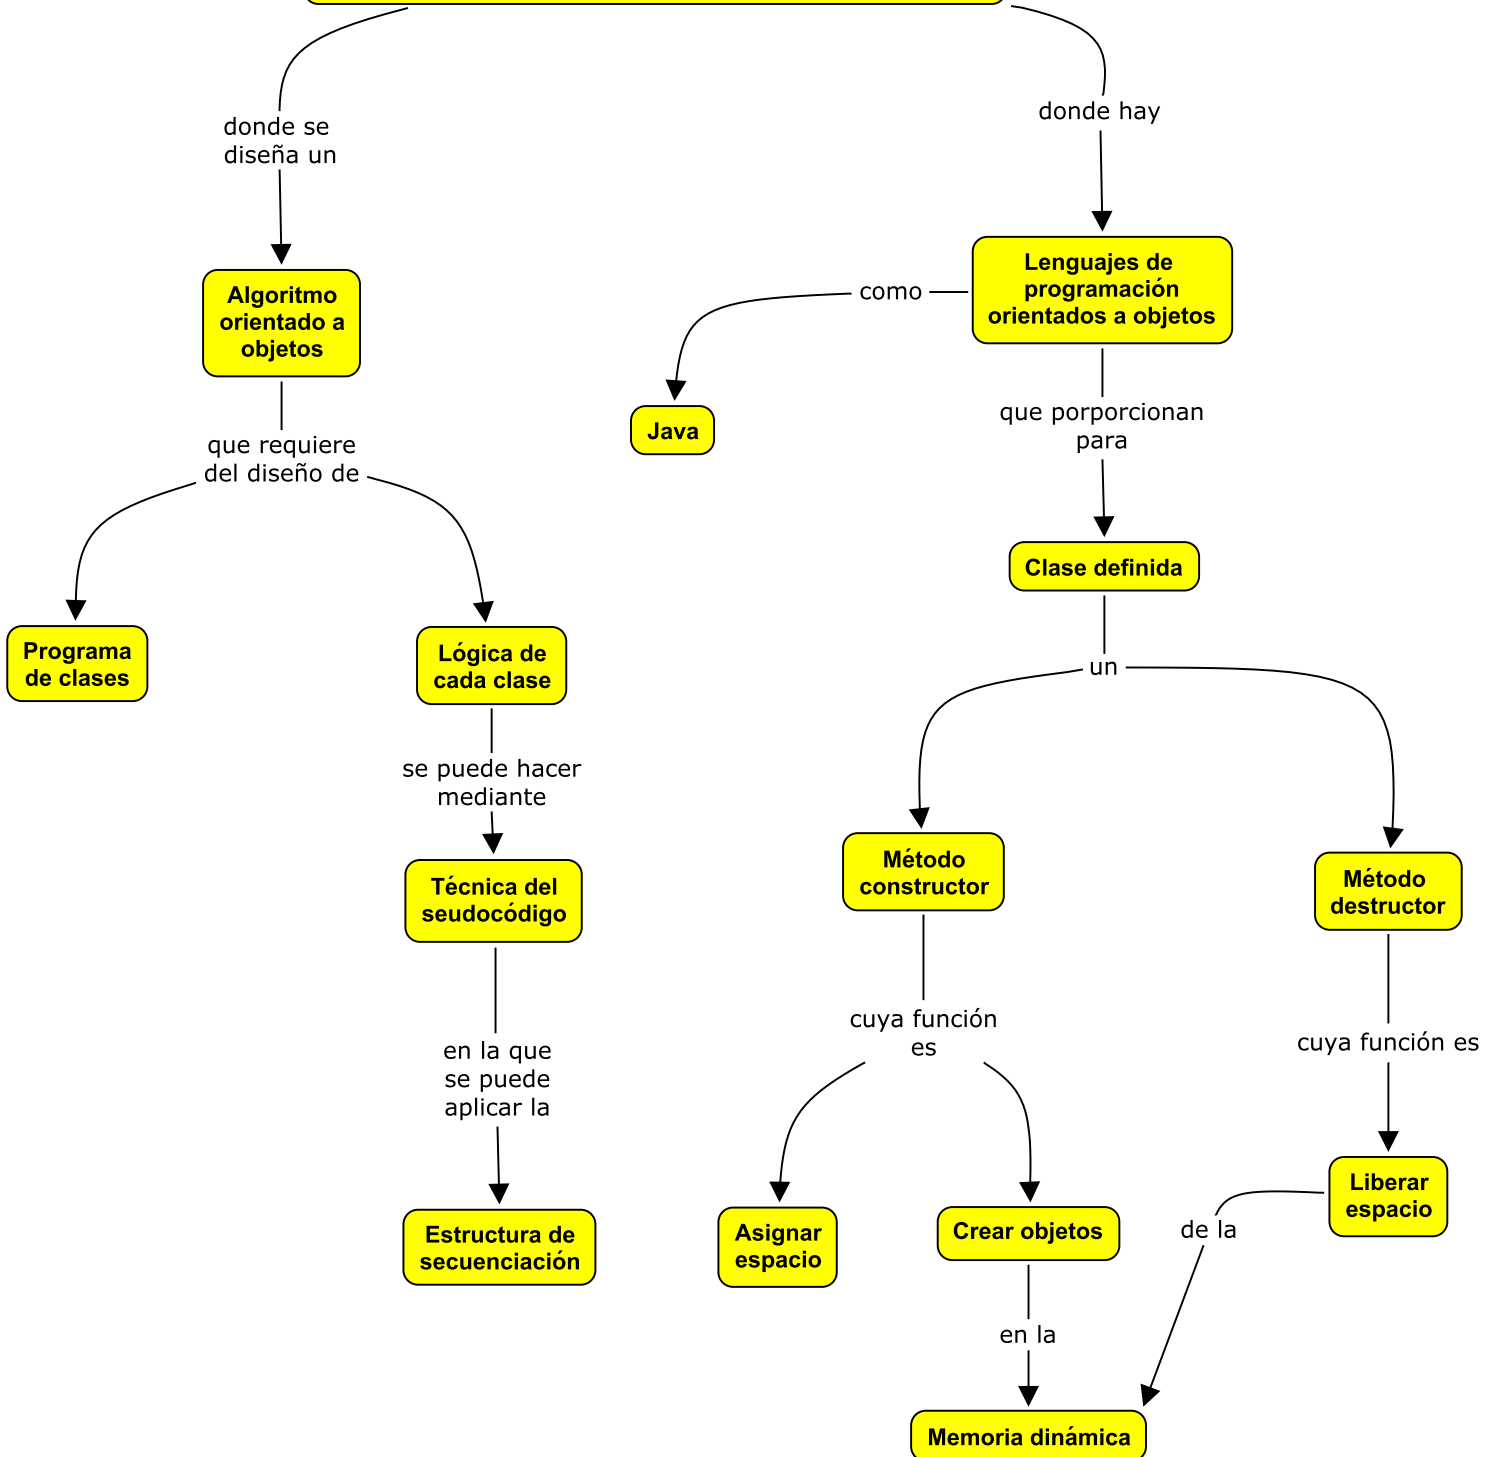 donde se
diseña un
donde hay
Algoritmo
orientado a
objetos
Lenguajes de
programación
orientados a objetos
como
Java
que requiere
del diseño de
que porporcionan
para
Clase definida
Programa
de clases
Lógica de
cada clase
un
se puede hacer
mediante
Técnica del
seudocódigo
Método
constructor
Método
destructor
en la que
se puede
aplicar la
cuya función
es
cuya función es
Estructura de
secuenciación
Asignar
espacio
Crear objetos
Liberar
espacio
de la
en la
Memoria dinámica